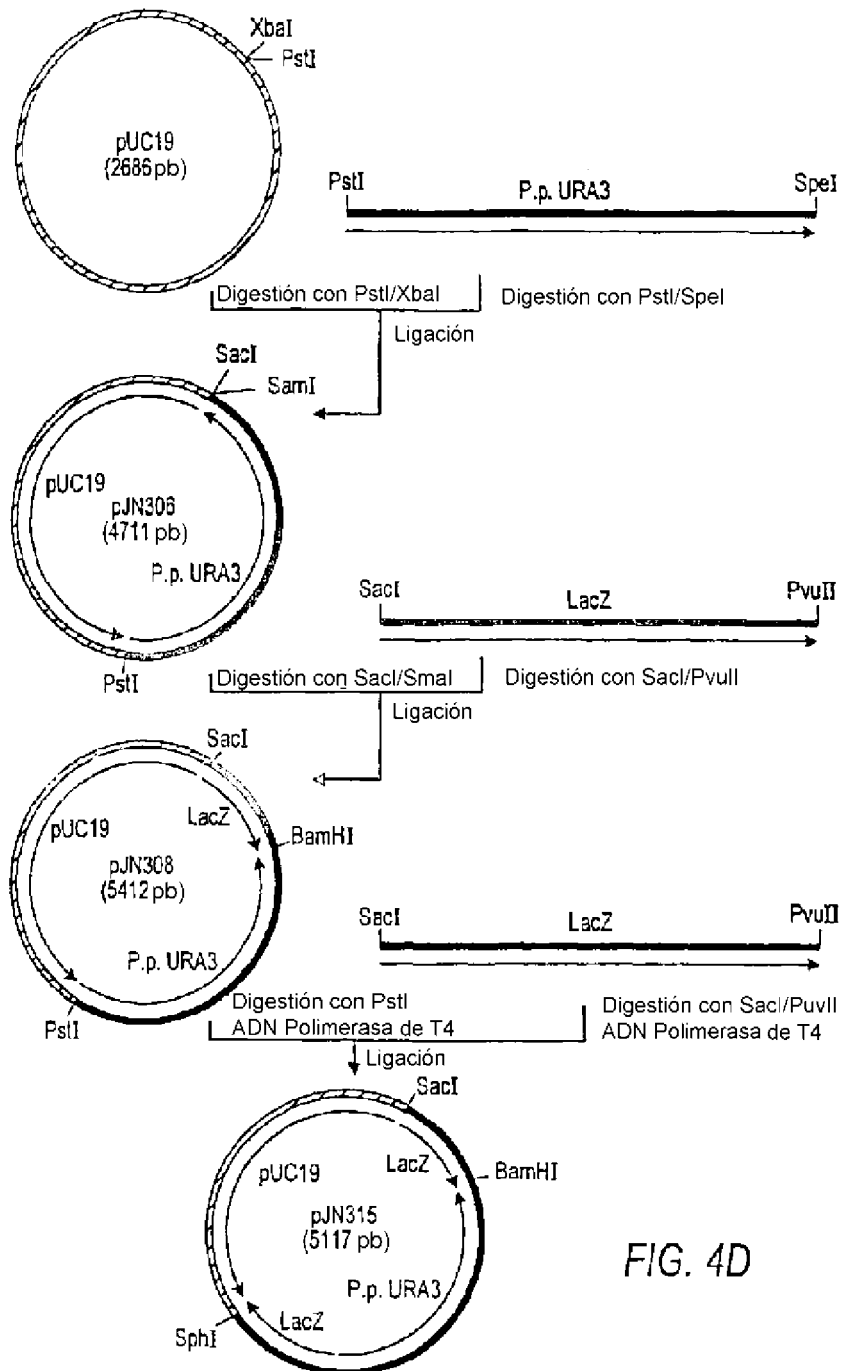 XbaI
PstI
pUC19
(2686 pb)
PstI
P.p. URA3
SpeI
Digestión con PstI/XbaI
Digestión con PstI/SpeI
Ligación
SacI
SamI
pUC19
pJN306
(4711 pb)
P.p. URA3
PstI
SacI
LacZ
PvuII
Digestión con SacI/SmaI
Digestión con SacI/PvuII
Ligación
SacI
LacZ
BamHI
pUC19
pJN308
(5412 pb)
P.p. URA3
PstI
SacI
LacZ
PvuII
Digestión con PstI
ADN Polimerasa de T4
Digestión con SacI/PuvII
ADN Polimerasa de T4
Ligación
SacI
LacZ
BamHI
pUC19
pJN315
(5117 pb)
P.p. URA3
LacZ
SphI
FIG. 4D